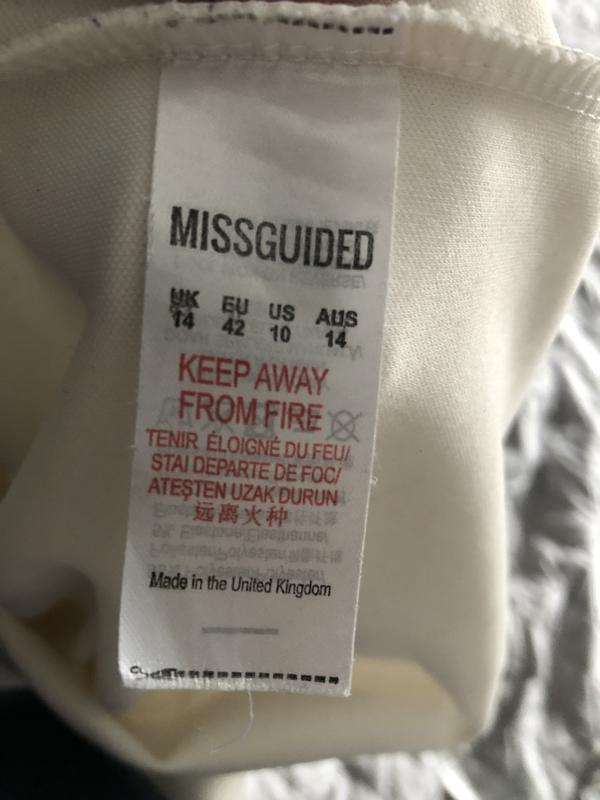 MISSGUIDED
UK EU US AUS
14 42 10 14
KEEP AWAY
FROM FIRE
TENIR ÉLOIGNÉ DU FEU/
STAI DEPARTE DE FOC/
ATEŞTEN UZAK DURUN
远离火种
Made in the United Kingdom